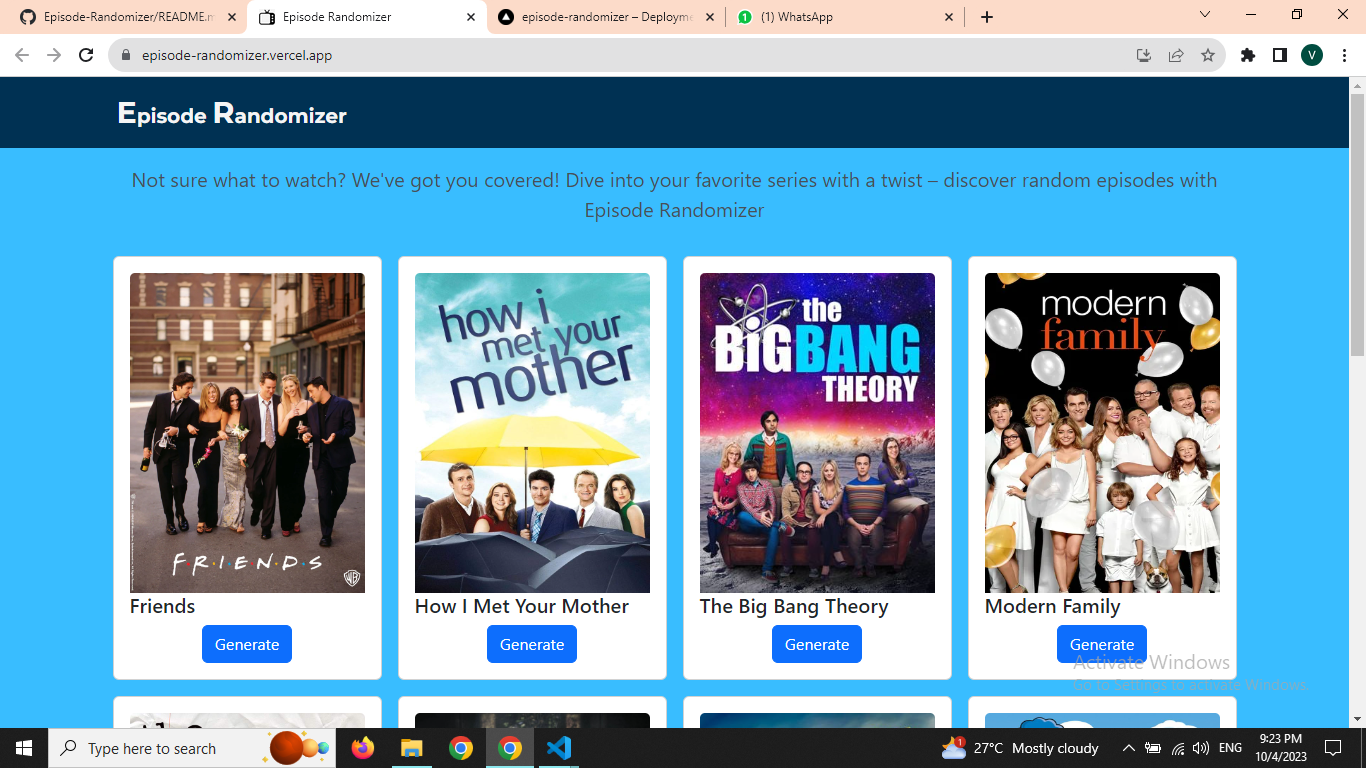 Episode-Randomizer/README.m
Episode Randomizer
episode-randomizer – Deployme
(1) WhatsApp
episode-randomizer.vercel.app
V
Episode Randomizer
Not sure what to watch? We've got you covered! Dive into your favorite series with a twist – discover random episodes with
Episode Randomizer
F·R·I·E·N·D·S
how i
met your
mother
the
BIGBANG
THEORY
modern
family
Friends
How I Met Your Mother
The Big Bang Theory
Modern Family
Generate
Generate
Generate
Generate
Activate Windows
Go to Settings to activate Windows.
Type here to search
1
27°C Mostly cloudy
ENG
9:23 PM
10/4/2023